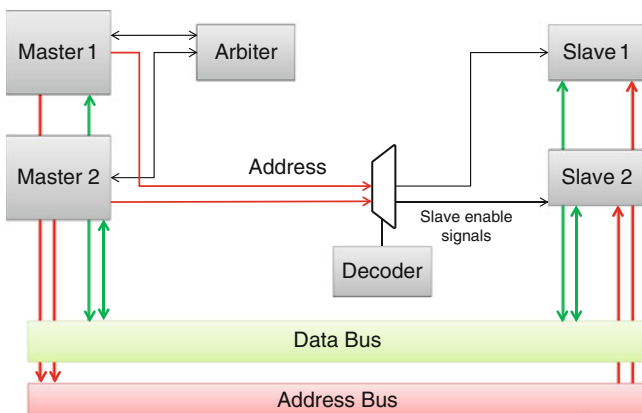 Master 1
Arbiter
Slave 1
Master 2
Address
Slave 2
Slave enable
signals
Decoder
Data Bus
Address Bus